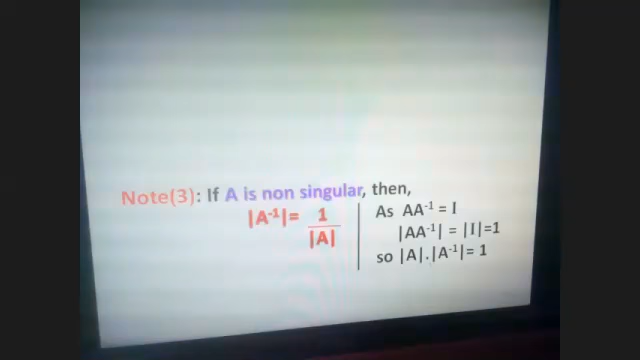 Note(3): If A is non singular, then,
|A⁻¹|= 1/|A|
As AA⁻¹ = I
|AA⁻¹| = |I|=1
so |A|.|A⁻¹|= 1